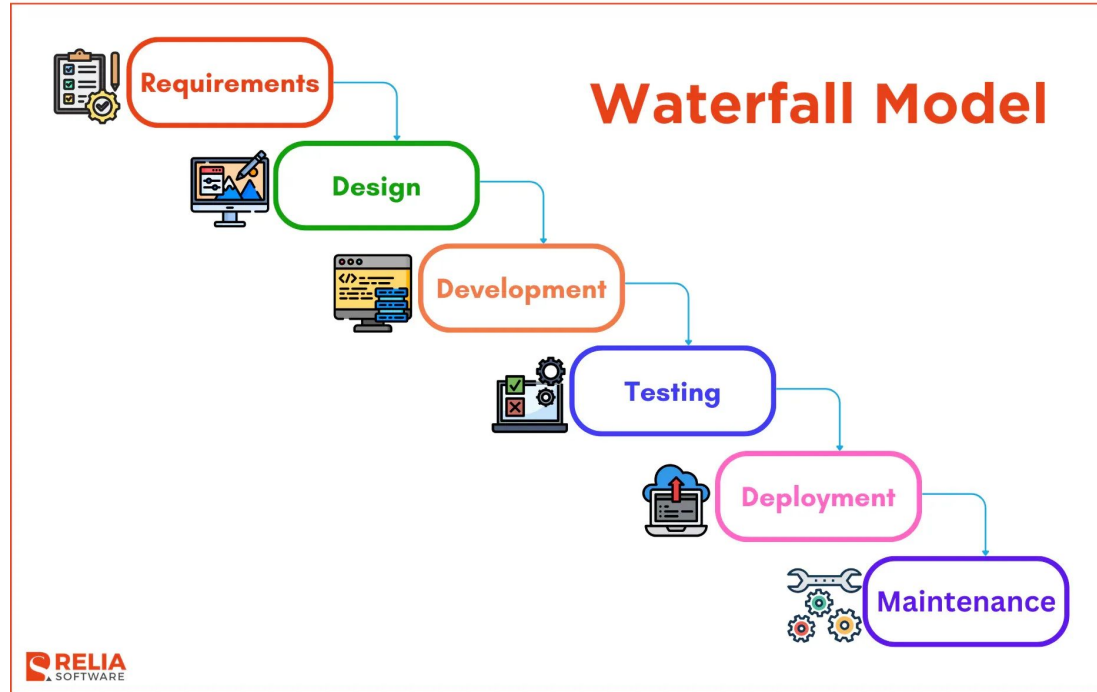 Waterfall Model
Requirements
Design
</>
Development
Testing
Deployment
Maintenance
RELIA
SOFTWARE